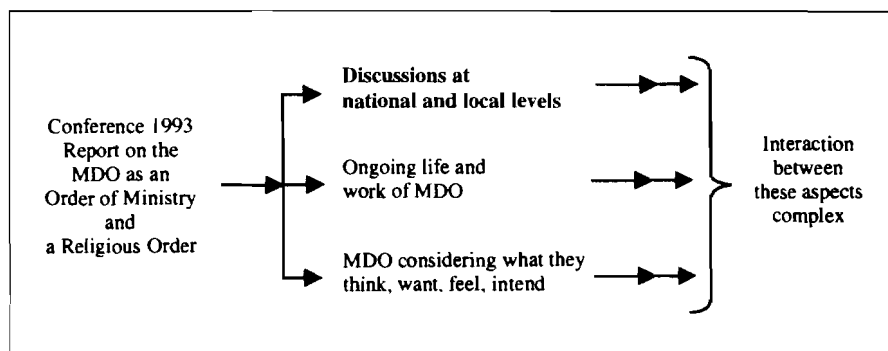 Conference 1993
Report on the
MDO as an
Order of Ministry
and
a Religious Order
Discussions at
national and local levels
Ongoing life and
work of MDO
MDO considering what they
think, want, feel, intend
Interaction
between
these aspects
complex